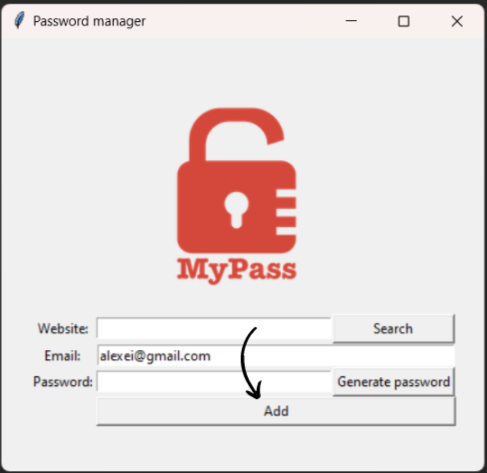 Password manager
MyPass
Website: Search
Email: alexei@gmail.com
Password: Generate password
Add